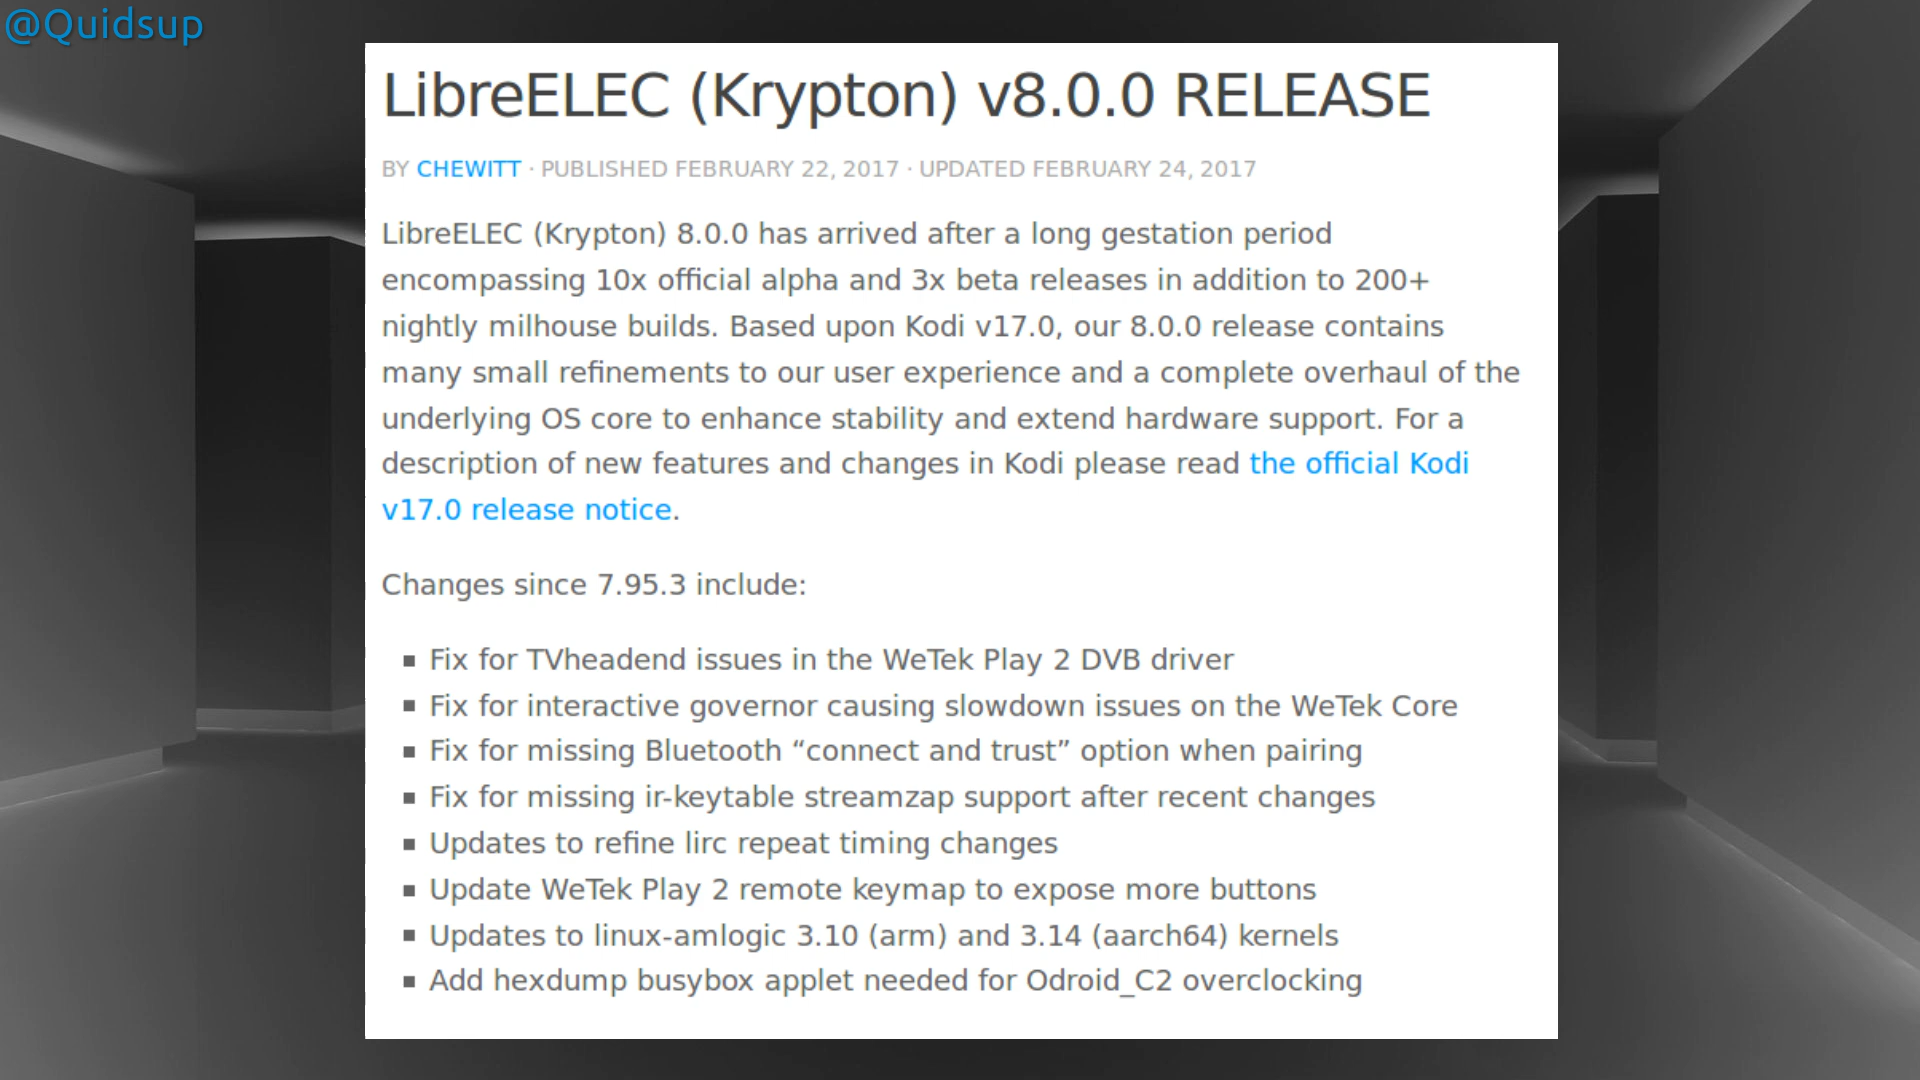 @Quidsup
LibreELEC (Krypton) v8.0.0 RELEASE
BY CHEWITT · PUBLISHED FEBRUARY 22, 2017 · UPDATED FEBRUARY 24, 2017
LibreELEC (Krypton) 8.0.0 has arrived after a long gestation period
encompassing 10x official alpha and 3x beta releases in addition to 200+
nightly milhouse builds. Based upon Kodi v17.0, our 8.0.0 release contains
many small refinements to our user experience and a complete overhaul of the
underlying OS core to enhance stability and extend hardware support. For a
description of new features and changes in Kodi please read the official Kodi
v17.0 release notice.
Changes since 7.95.3 include:
▪ Fix for TVheadend issues in the WeTek Play 2 DVB driver
▪ Fix for interactive governor causing slowdown issues on the WeTek Core
▪ Fix for missing Bluetooth “connect and trust” option when pairing
▪ Fix for missing ir-keytable streamzap support after recent changes
▪ Updates to refine lirc repeat timing changes
▪ Update WeTek Play 2 remote keymap to expose more buttons
▪ Updates to linux-amlogic 3.10 (arm) and 3.14 (aarch64) kernels
▪ Add hexdump busybox applet needed for Odroid_C2 overclocking